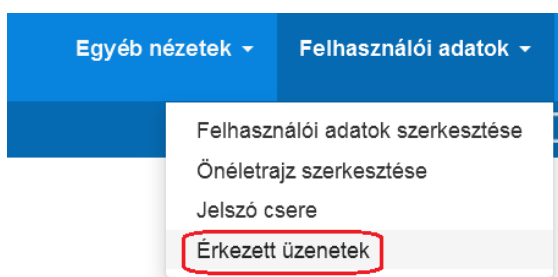 Egyéb nézetek Felhasználói adatok
Felhasználói adatok szerkesztése
Önéletrajz szerkesztése
Jelszó csere
Érkezett üzenetek